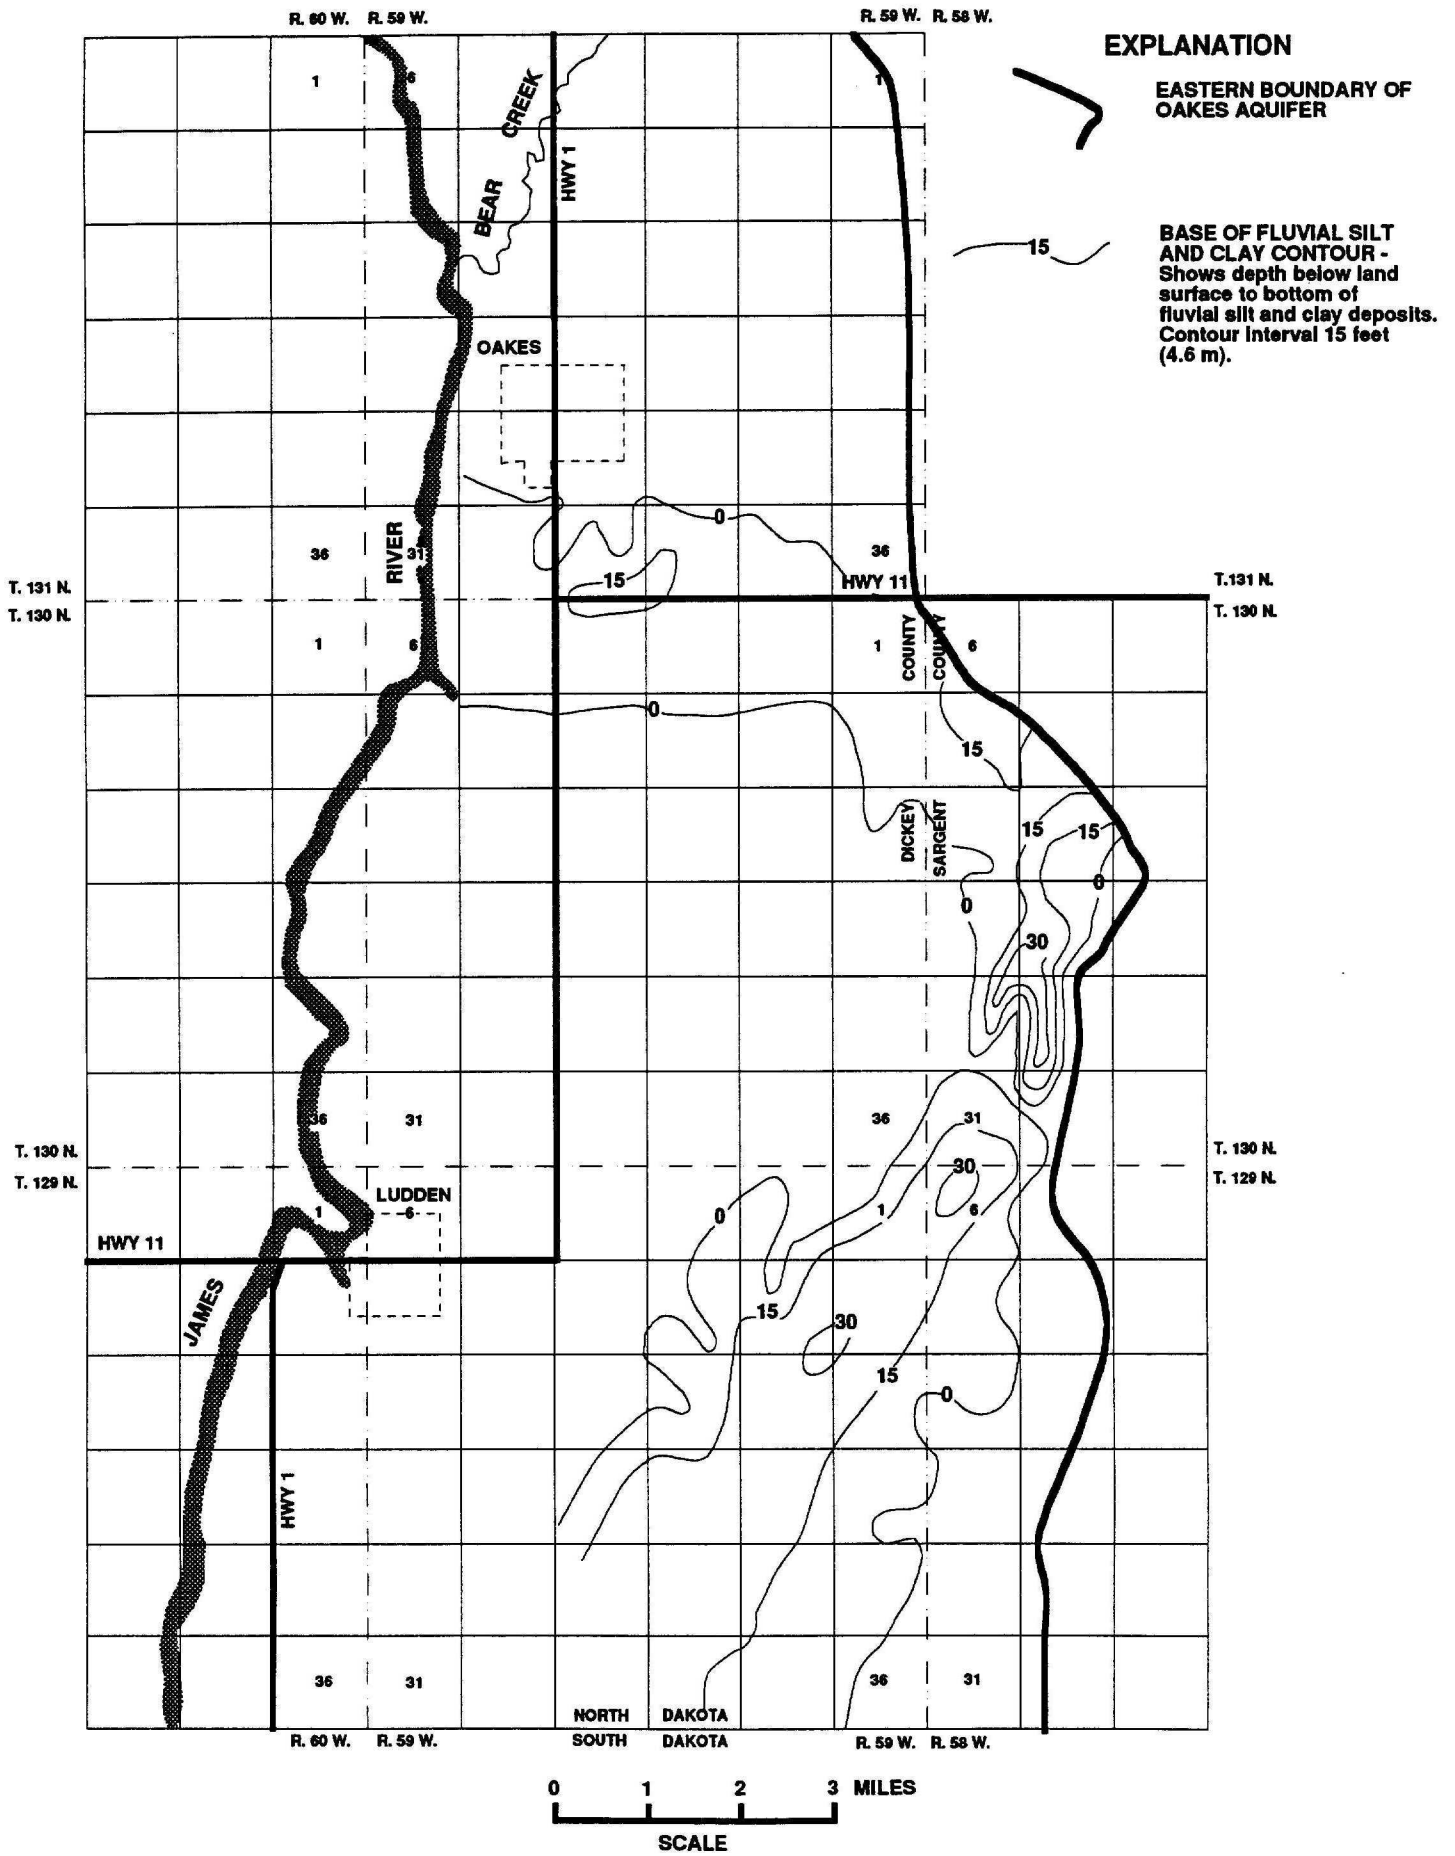 R. 60 W. R. 59 W.
R. 59 W. R. 58 W.
EXPLANATION
EASTERN BOUNDARY OF
OAKES AQUIFER
15
BASE OF FLUVIAL SILT
AND CLAY CONTOUR -
Shows depth below land
surface to bottom of
fluvial silt and clay deposits.
Contour Interval 15 feet
(4.6 m).
1
6
1
BEAR CREEK
HWY 1
OAKES
0
RIVER
36
31
36
15
HWY 11
T. 131 N.
T.131 N.
T. 130 N.
T. 130 N.
1
6
1
COUNTY
COUNTY
6
0
15
DICKEY
SARGENT
15
15
0
0
30
36
31
36
31
T. 130 N.
T. 130 N.
T. 129 N.
T. 129 N.
30
LUDDEN
1
6
0
1
6
HWY 11
JAMES
15
30
15
0
HWY 1
36
31
36
31
NORTH DAKOTA
SOUTH DAKOTA
R. 60 W. R. 59 W.
R. 59 W. R. 58 W.
0 1 2 3 MILES
SCALE